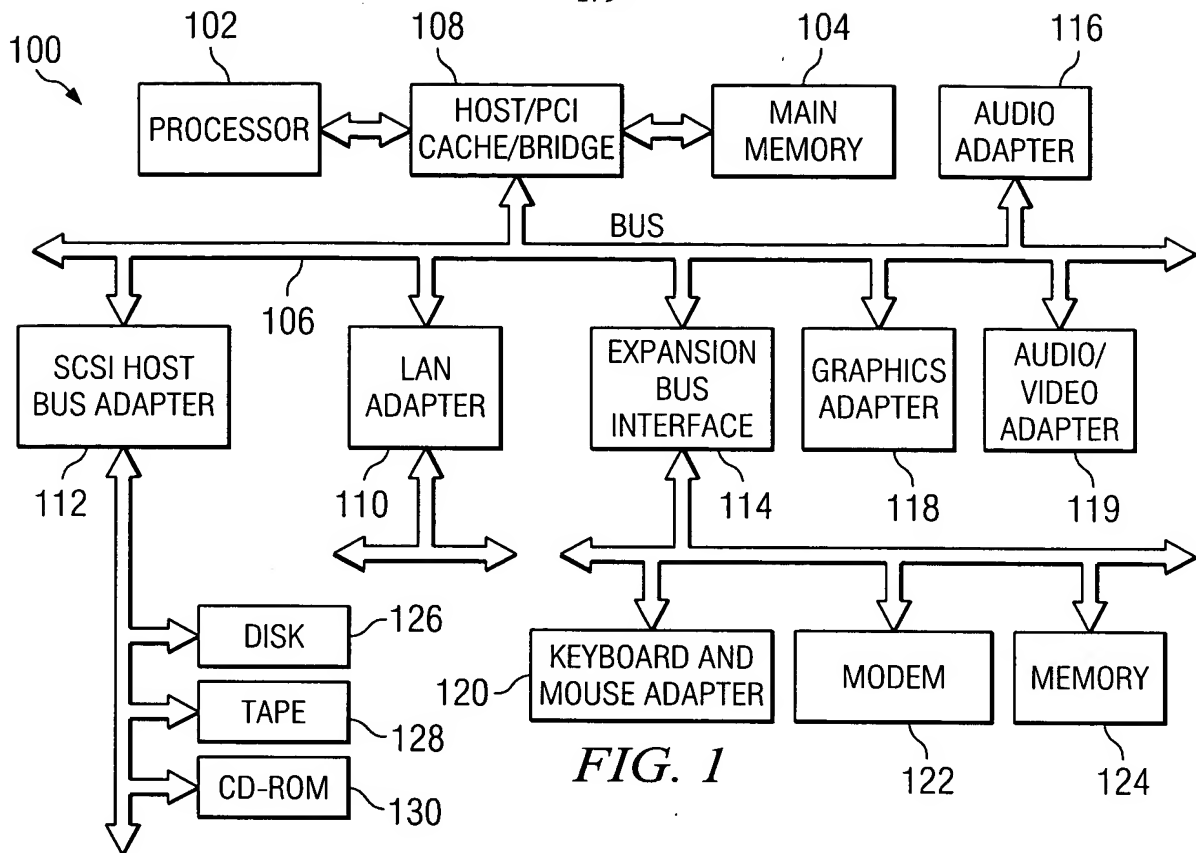 100
102
108
104
116
PROCESSOR
HOST/PCI
CACHE/BRIDGE
MAIN
MEMORY
AUDIO
ADAPTER
BUS
106
SCSI HOST
BUS ADAPTER
LAN
ADAPTER
EXPANSION
BUS
INTERFACE
GRAPHICS
ADAPTER
AUDIO/
VIDEO
ADAPTER
112
110
114
118
119
DISK
126
TAPE
128
CD-ROM
130
120
KEYBOARD AND
MOUSE ADAPTER
MODEM
MEMORY
122
124
FIG. 1